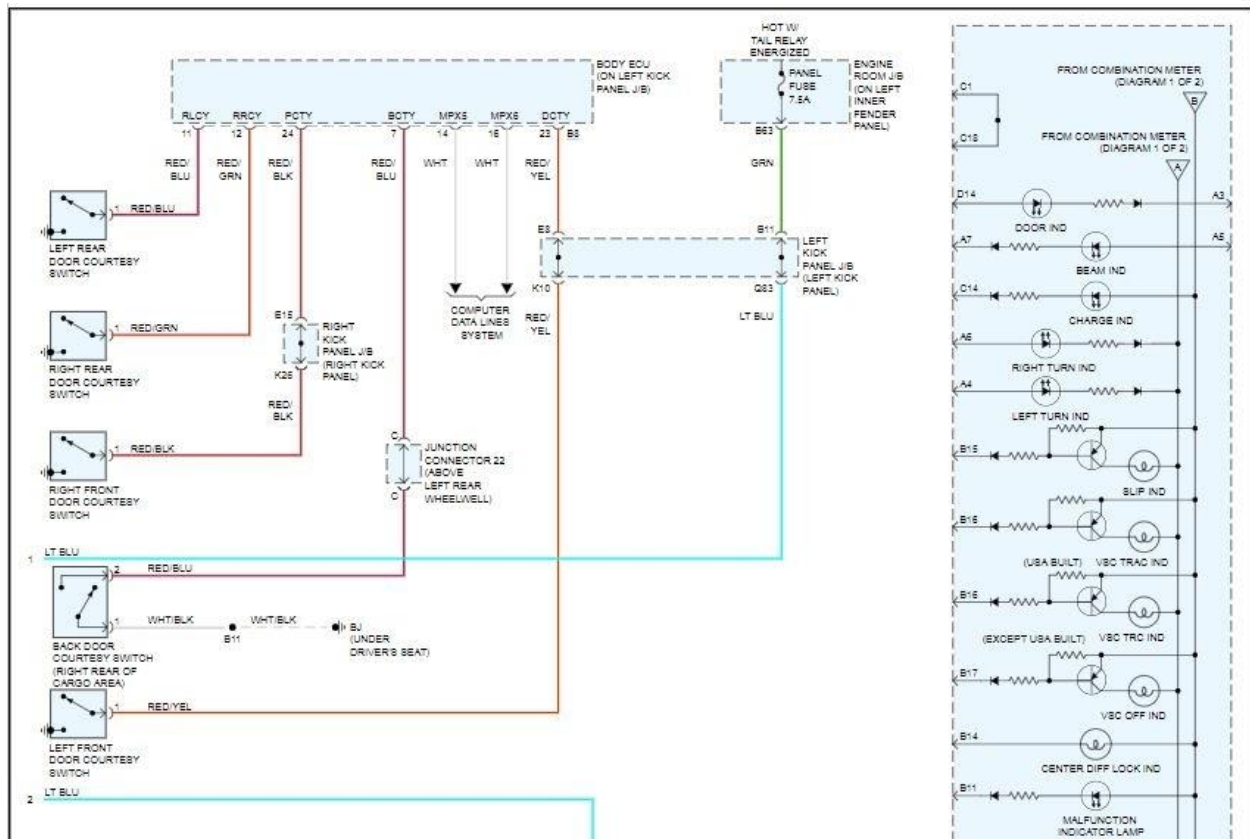 HOT W/
TAIL RELAY
ENERGIZED
BODY ECU
(ON LEFT KICK
PANEL J/B)
PANEL
FUSE
7.5A
ENGINE
ROOM J/B
(ON LEFT
INNER
FENDER
PANEL)
FROM COMBINATION METER
(DIAGRAM 1 OF 2)
B
FROM COMBINATION METER
(DIAGRAM 1 OF 2)
A
C1
C18
RLCY RRCY PCTY BCTY MPX5 MPX6 DCTY
11 12 24 7 14 16 23 B8
B63
RED/
BLU
RED/
GRN
RED/
BLK
RED/
BLU
WHT
WHT
RED/
YEL
GRN
1 RED/BLU
LEFT REAR
DOOR COURTESY
SWITCH
E8
B11
LEFT
KICK
PANEL J/B
(LEFT KICK
PANEL)
K10
Q83
RED/
YEL
LT BLU
COMPUTER
DATA LINES
SYSTEM
1 RED/GRN
RIGHT REAR
DOOR COURTESY
SWITCH
E15
RIGHT
KICK
PANEL J/B
(RIGHT KICK
PANEL)
K26
RED/
BLK
1 RED/BLK
RIGHT FRONT
DOOR COURTESY
SWITCH
C
JUNCTION
CONNECTOR 22
(ABOVE
LEFT REAR
WHEELWELL)
C
1 LT BLU
2 RED/BLU
1 WHT/BLK WHT/BLK
B11
BJ
(UNDER
DRIVER'S SEAT)
BACK DOOR
COURTESY SWITCH
(RIGHT REAR OF
CARGO AREA)
1 RED/YEL
LEFT FRONT
DOOR COURTESY
SWITCH
2 LT BLU
D14 A3
DOOR IND
A7 A5
BEAM IND
C14
CHARGE IND
A6
RIGHT TURN IND
A4
LEFT TURN IND
B15
SLIP IND
B16
(USA BUILT) VSC TRAC IND
B16
(EXCEPT USA BUILT) VSC TRC IND
B17
VSC OFF IND
B14
CENTER DIFF LOCK IND
B11
MALFUNCTION
INDICATOR LAMP